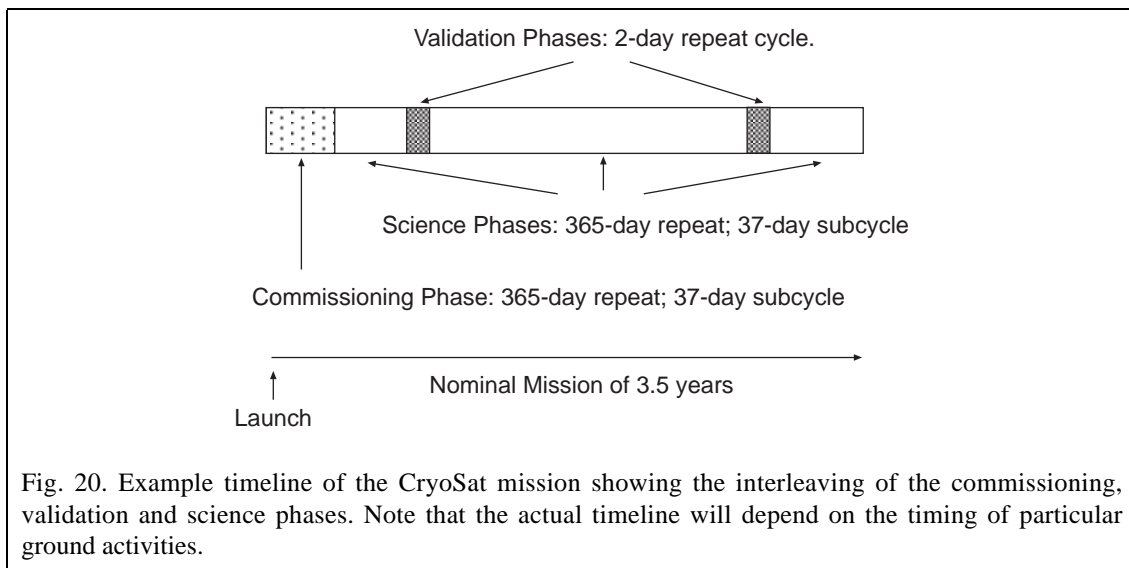 Validation Phases: 2-day repeat cycle.
Science Phases: 365-day repeat; 37-day subcycle
Commissioning Phase: 365-day repeat; 37-day subcycle
Nominal Mission of 3.5 years
Launch
Fig. 20. Example timeline of the CryoSat mission showing the interleaving of the commissioning,
validation and science phases. Note that the actual timeline will depend on the timing of particular
ground activities.